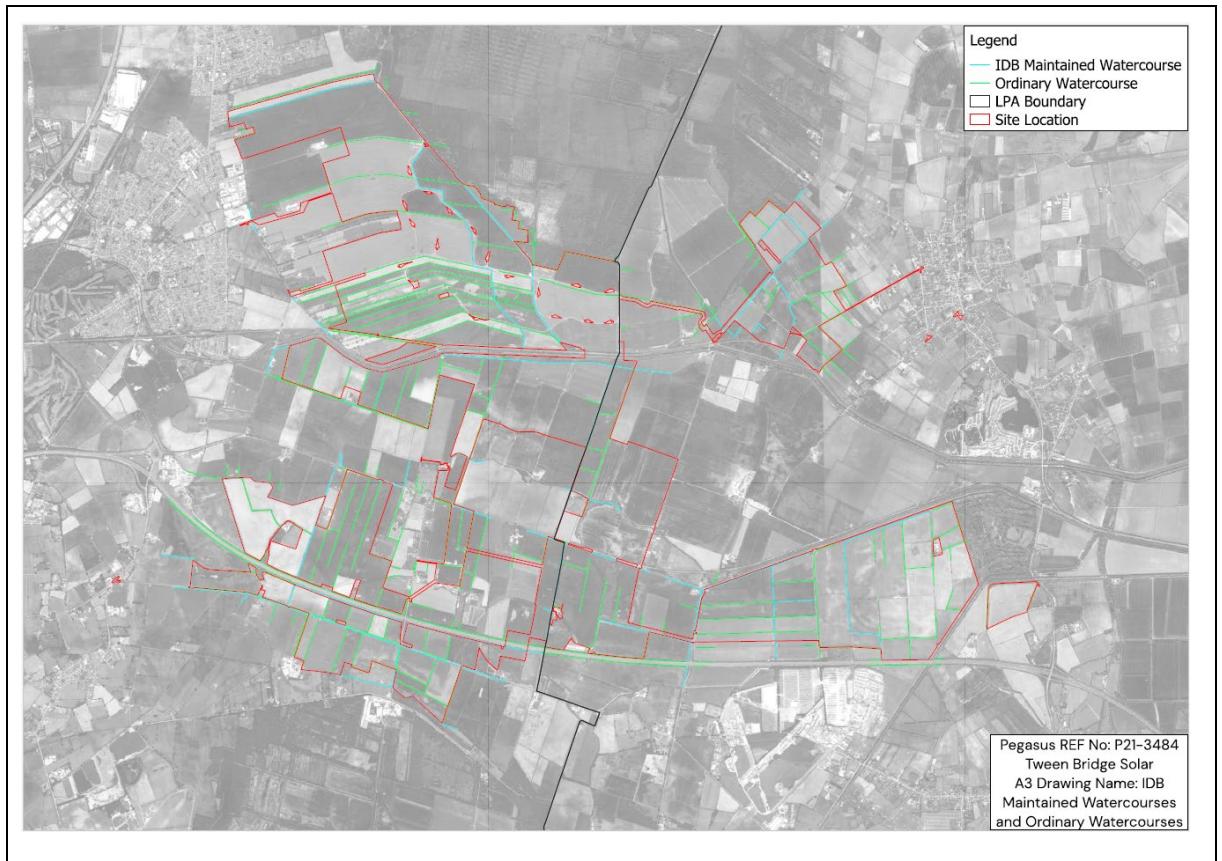 Legend
IDB Maintained Watercourse
Ordinary Watercourse
LPA Boundary
Site Location
Pegasus REF No: P21-3484
Tween Bridge Solar
A3 Drawing Name: IDB
Maintained Watercourses
and Ordinary Watercourses